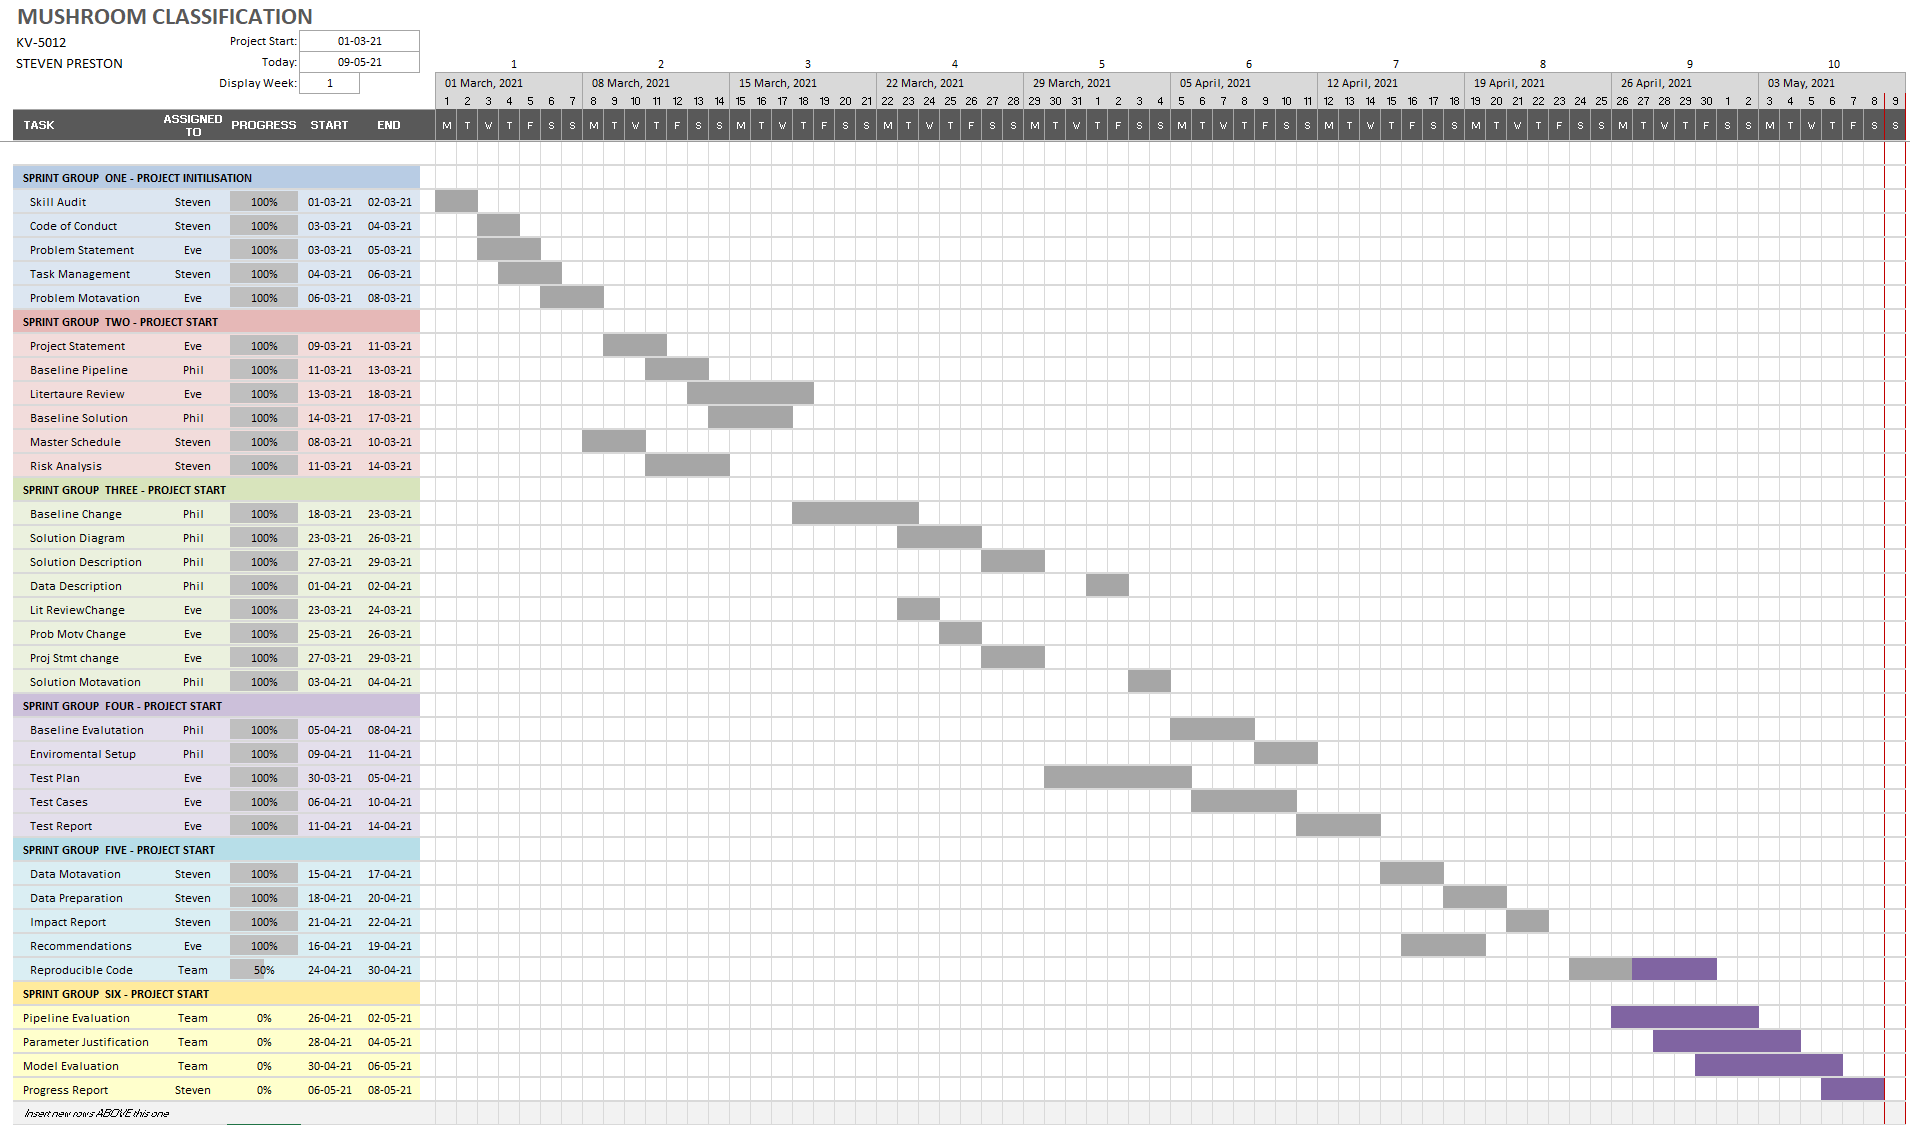 MUSHROOM CLASSIFICATION
KV-5012 Project Start: 01-03-21
STEVEN PRESTON Today: 09-05-21 1 2 3 4 5 6 7 8 9 10
Display Week: 1 01 March, 2021 08 March, 2021 15 March, 2021 22 March, 2021 29 March, 2021 05 April, 2021 12 April, 2021 19 April, 2021 26 April, 2021 03 May, 2021
1 2 3 4 5 6 7 8 9 10 11 12 13 14 15 16 17 18 19 20 21 22 23 24 25 26 27 28 29 30 31 1 2 3 4 5 6 7 8 9 10 11 12 13 14 15 16 17 18 19 20 21 22 23 24 25 26 27 28 29 30 1 2 3 4 5 6 7 8 9
TASK ASSIGNED TO PROGRESS START END M T W T F S S M T W T F S S M T W T F S S M T W T F S S M T W T F S S M T W T F S S M T W T F S S M T W T F S S M T W T F S S M T W T F S S
SPRINT GROUP ONE - PROJECT INITILISATION
Skill Audit Steven 100% 01-03-21 02-03-21
Code of Conduct Steven 100% 03-03-21 04-03-21
Problem Statement Eve 100% 03-03-21 05-03-21
Task Management Steven 100% 04-03-21 06-03-21
Problem Motavation Eve 100% 06-03-21 08-03-21
SPRINT GROUP TWO - PROJECT START
Project Statement Eve 100% 09-03-21 11-03-21
Baseline Pipeline Phil 100% 11-03-21 13-03-21
Litertaure Review Eve 100% 13-03-21 18-03-21
Baseline Solution Phil 100% 14-03-21 17-03-21
Master Schedule Steven 100% 08-03-21 10-03-21
Risk Analysis Steven 100% 11-03-21 14-03-21
SPRINT GROUP THREE - PROJECT START
Baseline Change Phil 100% 18-03-21 23-03-21
Solution Diagram Phil 100% 23-03-21 26-03-21
Solution Description Phil 100% 27-03-21 29-03-21
Data Description Phil 100% 01-04-21 02-04-21
Lit ReviewChange Eve 100% 23-03-21 24-03-21
Prob Motv Change Eve 100% 25-03-21 26-03-21
Proj Stmt change Eve 100% 27-03-21 29-03-21
Solution Motavation Phil 100% 03-04-21 04-04-21
SPRINT GROUP FOUR - PROJECT START
Baseline Evalutation Phil 100% 05-04-21 08-04-21
Enviromental Setup Phil 100% 09-04-21 11-04-21
Test Plan Eve 100% 30-03-21 05-04-21
Test Cases Eve 100% 06-04-21 10-04-21
Test Report Eve 100% 11-04-21 14-04-21
SPRINT GROUP FIVE - PROJECT START
Data Motavation Steven 100% 15-04-21 17-04-21
Data Preparation Steven 100% 18-04-21 20-04-21
Impact Report Steven 100% 21-04-21 22-04-21
Recommendations Eve 100% 16-04-21 19-04-21
Reproducible Code Team 50% 24-04-21 30-04-21
SPRINT GROUP SIX - PROJECT START
Pipeline Evaluation Team 0% 26-04-21 02-05-21
Parameter Justification Team 0% 28-04-21 04-05-21
Model Evaluation Team 0% 30-04-21 06-05-21
Progress Report Steven 0% 06-05-21 08-05-21
Insert new rows ABOVE this one